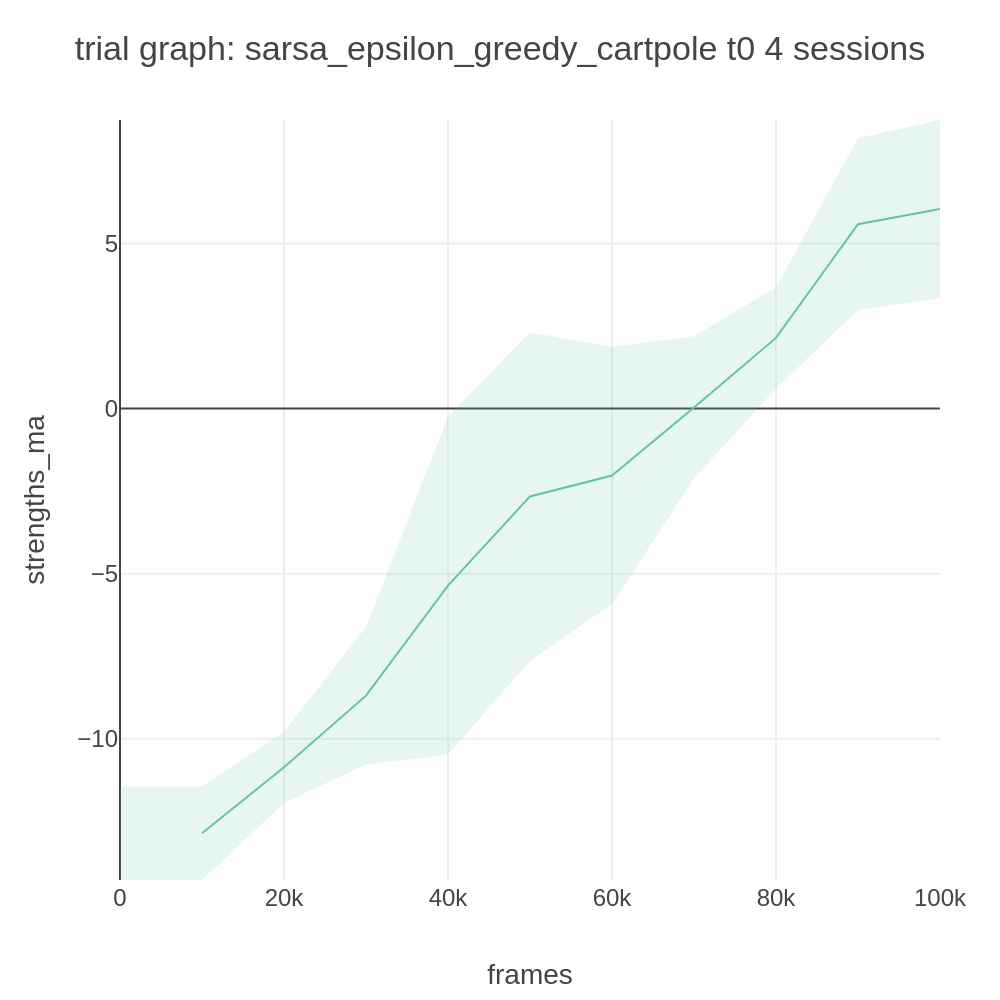 trial graph: sarsa_epsilon_greedy_cartpole t0 4 sessions
5
0
−5
−10
strengths_ma
0 20k 40k 60k 80k 100k
frames